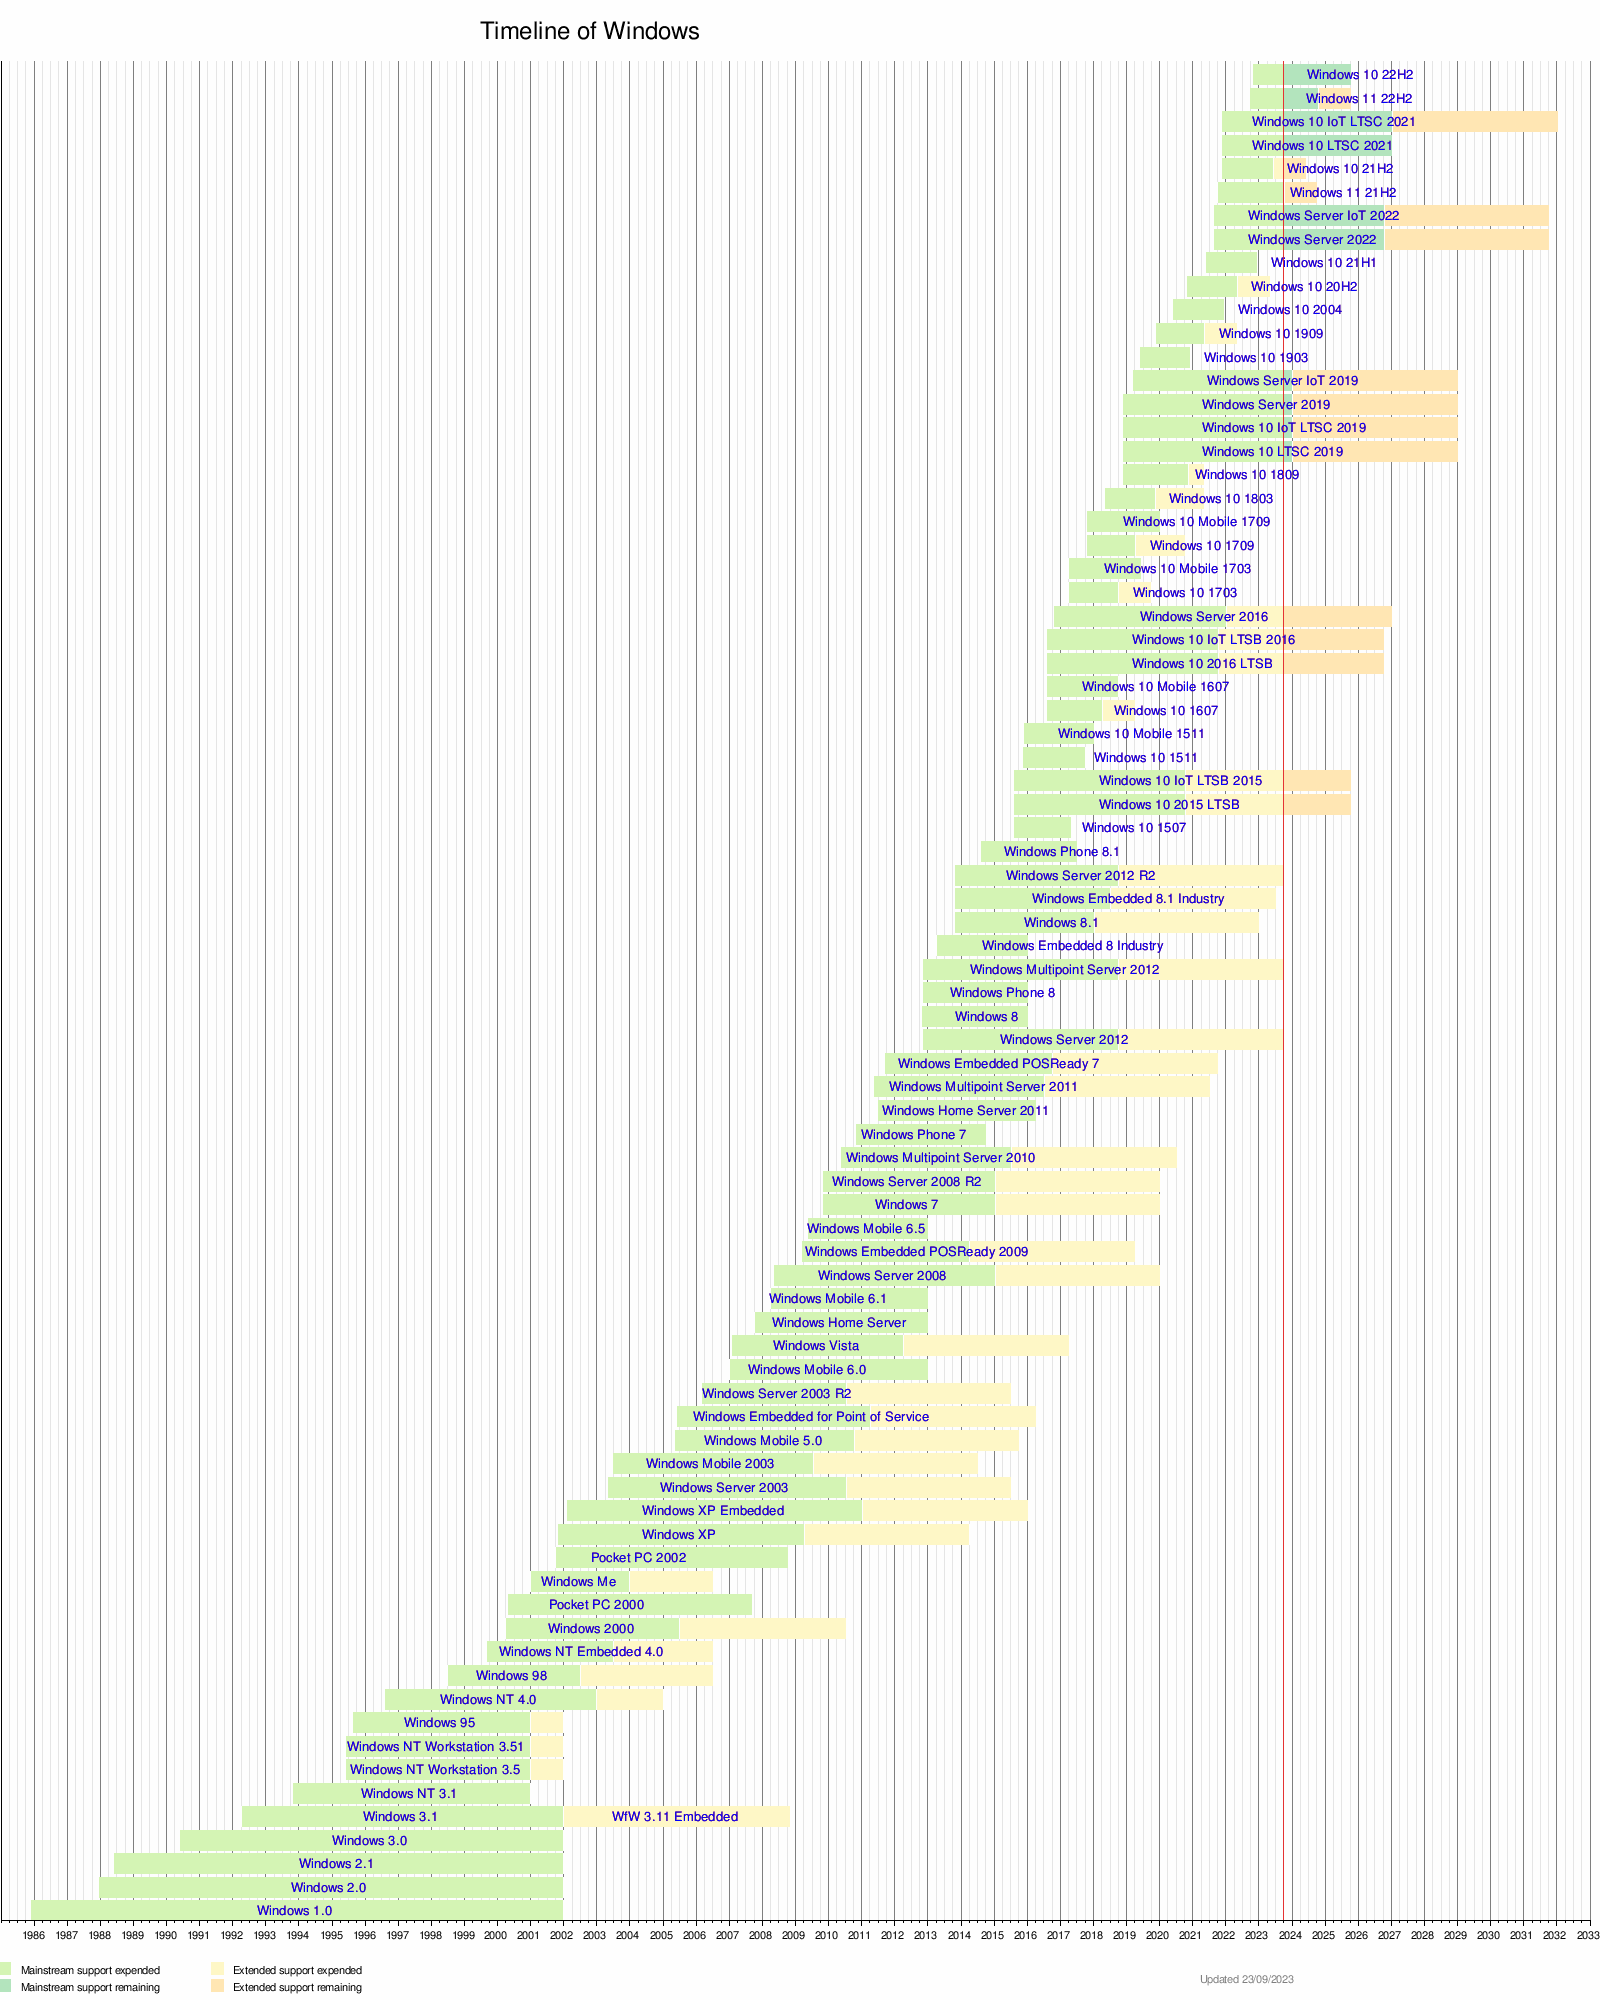 Timeline of Windows
Windows 10 22H2
Windows 11 22H2
Windows 10 IoT LTSC 2021
Windows 10 LTSC 2021
Windows 10 21H2
Windows 11 21H2
Windows Server IoT 2022
Windows Server 2022
Windows 10 21H1
Windows 10 20H2
Windows 10 2004
Windows 10 1909
Windows 10 1903
Windows Server IoT 2019
Windows Server 2019
Windows 10 IoT LTSC 2019
Windows 10 LTSC 2019
Windows 10 1809
Windows 10 1803
Windows 10 Mobile 1709
Windows 10 1709
Windows 10 Mobile 1703
Windows 10 1703
Windows Server 2016
Windows 10 IoT LTSB 2016
Windows 10 2016 LTSB
Windows 10 Mobile 1607
Windows 10 1607
Windows 10 Mobile 1511
Windows 10 1511
Windows 10 IoT LTSB 2015
Windows 10 2015 LTSB
Windows 10 1507
Windows Phone 8.1
Windows Server 2012 R2
Windows Embedded 8.1 Industry
Windows 8.1
Windows Embedded 8 Industry
Windows Multipoint Server 2012
Windows Phone 8
Windows 8
Windows Server 2012
Windows Embedded POSReady 7
Windows Multipoint Server 2011
Windows Home Server 2011
Windows Phone 7
Windows Multipoint Server 2010
Windows Server 2008 R2
Windows 7
Windows Mobile 6.5
Windows Embedded POSReady 2009
Windows Server 2008
Windows Mobile 6.1
Windows Home Server
Windows Vista
Windows Mobile 6.0
Windows Server 2003 R2
Windows Embedded for Point of Service
Windows Mobile 5.0
Windows Mobile 2003
Windows Server 2003
Windows XP Embedded
Windows XP
Pocket PC 2002
Windows Me
Pocket PC 2000
Windows 2000
Windows NT Embedded 4.0
Windows 98
Windows NT 4.0
Windows 95
Windows NT Workstation 3.51
Windows NT Workstation 3.5
Windows NT 3.1
Windows 3.1 WfW 3.11 Embedded
Windows 3.0
Windows 2.1
Windows 2.0
Windows 1.0
1986 1987 1988 1989 1990 1991 1992 1993 1994 1995 1996 1997 1998 1999 2000 2001 2002 2003 2004 2005 2006 2007 2008 2009 2010 2011 2012 2013 2014 2015 2016 2017 2018 2019 2020 2021 2022 2023 2024 2025 2026 2027 2028 2029 2030 2031 2032 2033
Mainstream support expended Extended support expended
Mainstream support remaining Extended support remaining
Updated 23/09/2023